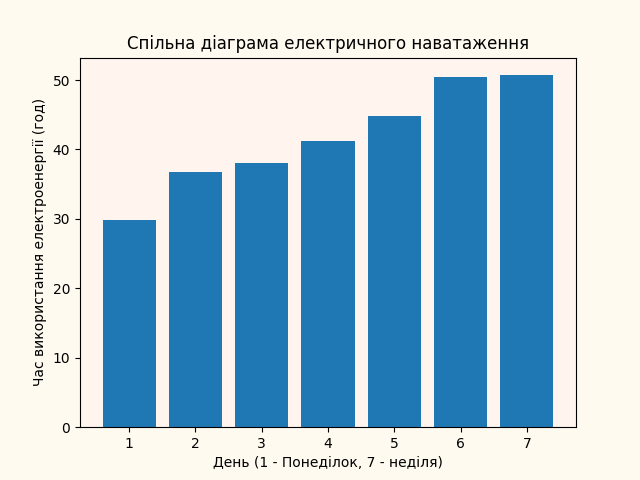 Спільна діаграма електричного наватаження
Час використання електроенергії (год)
50
40
30
20
10
0
1 2 3 4 5 6 7
День (1 - Понеділок, 7 - неділя)